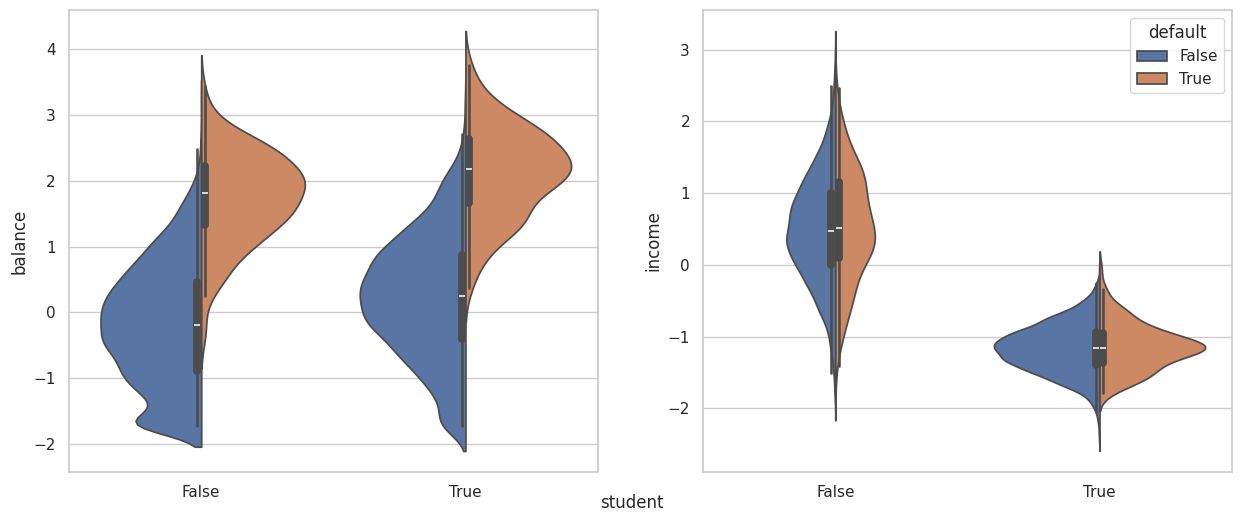 balance
4
3
2
1
0
−1
−2
False
True
income
3
2
1
0
−1
−2
False
True
default
False
True
student